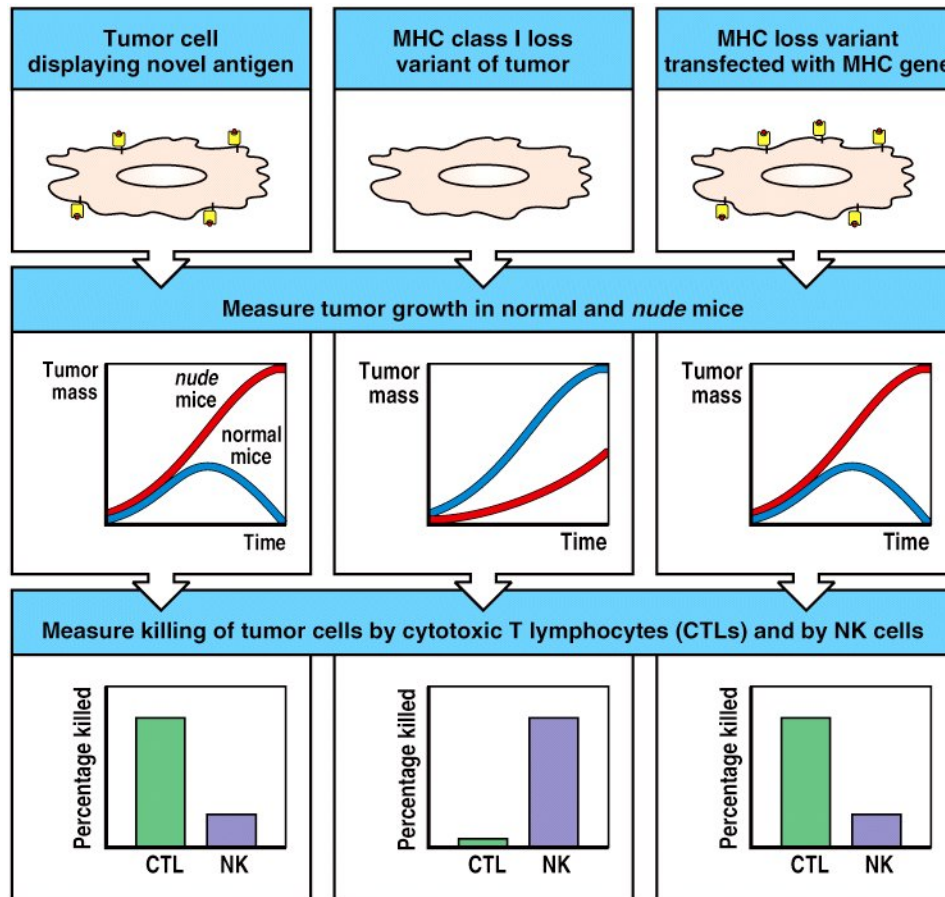 Tumor cell
displaying novel antigen
MHC class I loss
variant of tumor
MHC loss variant
transfected with MHC gene
Measure tumor growth in normal and nude mice
Tumor
mass
nude
mice
normal
mice
Time
Tumor
mass
Time
Tumor
mass
Time
Measure killing of tumor cells by cytotoxic T lymphocytes (CTLs) and by NK cells
Percentage killed
CTL NK
Percentage killed
CTL NK
Percentage killed
CTL NK